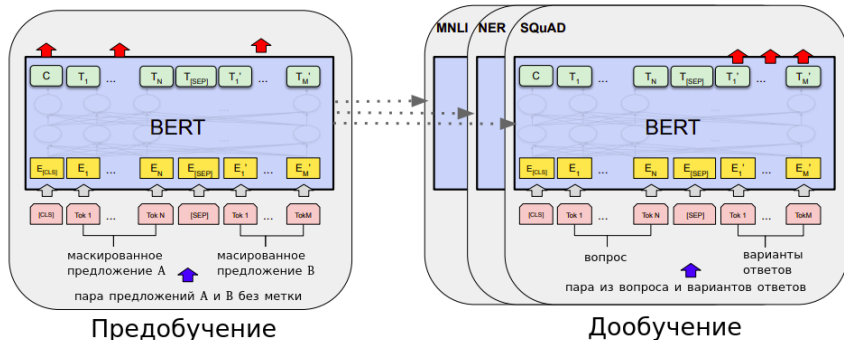 MNLI NER SQuAD
C T1 ... TN T[SEP] T1' ... TM'
C T1 ... TN T[SEP] T1' ... TM'
BERT
BERT
E[CLS] E1 ... EN E[SEP] E1' ... EM'
E[CLS] E1 ... EN E[SEP] E1' ... EM'
[CLS] Tok 1 ... Tok N [SEP] Tok 1 ... TokM
[CLS] Tok 1 ... Tok N [SEP] Tok 1 ... TokM
маскированное
предложение A
масированное
предложение B
вопрос
варианты
ответов
пара предложений A и B без метки
пара из вопроса и вариантов ответов
Предобучение
Дообучение